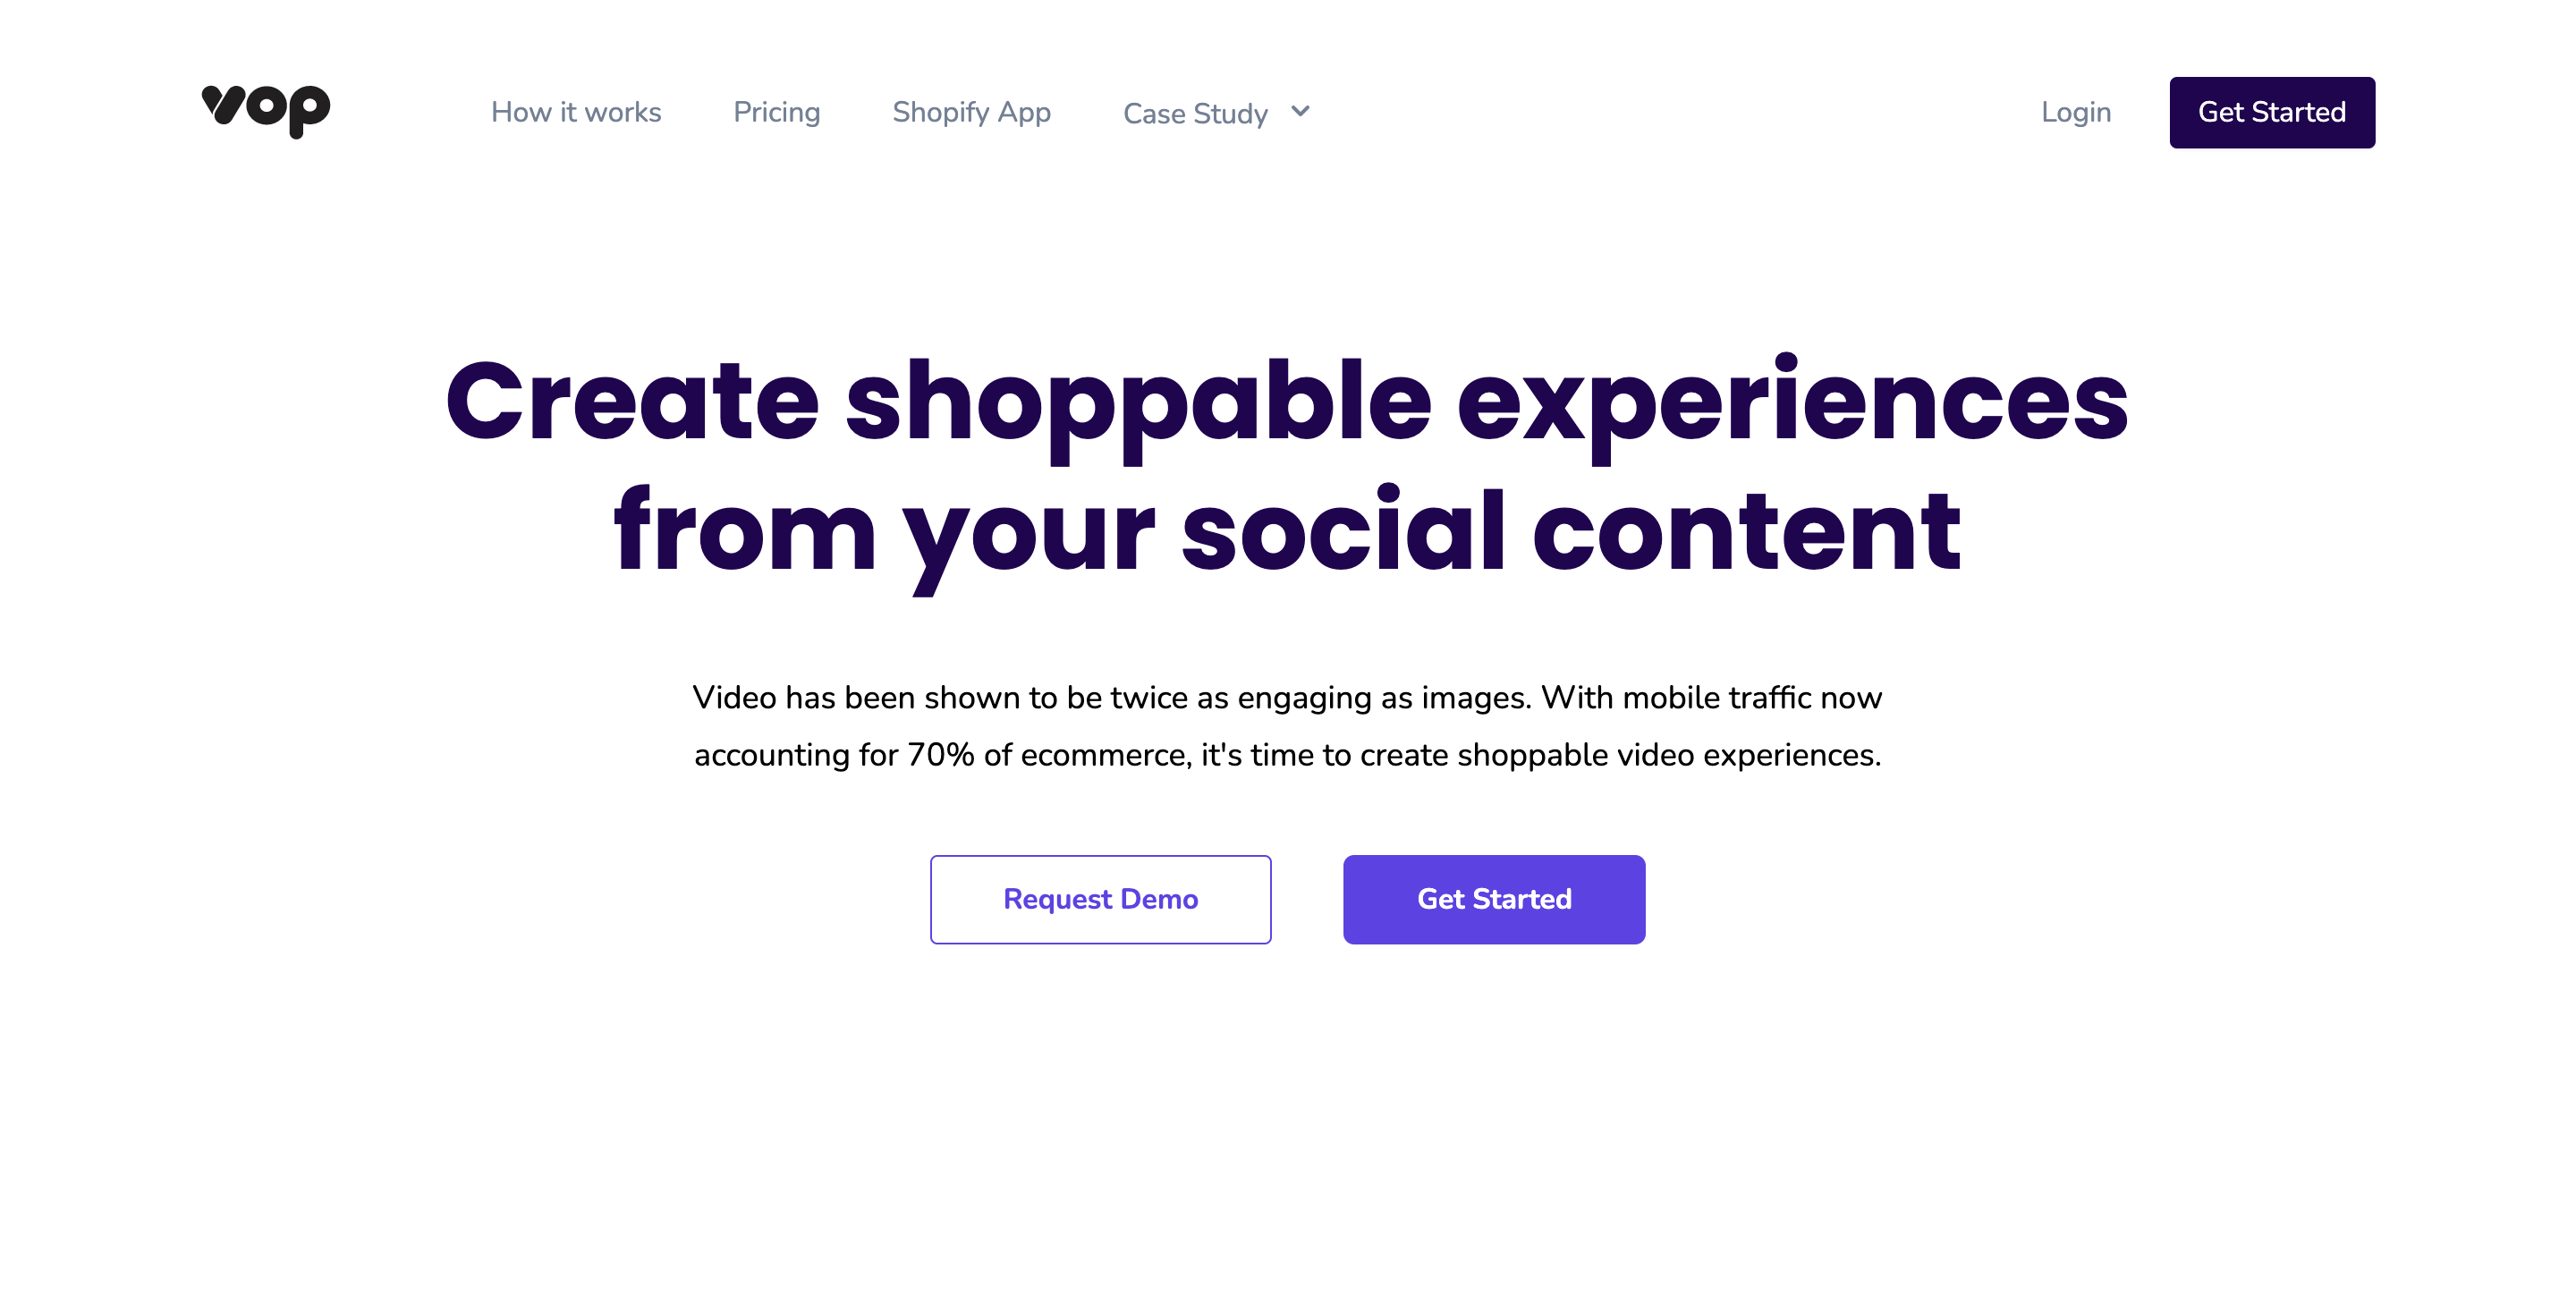 vop
How it works
Pricing
Shopify App
Case Study
Login
Get Started
Create shoppable experiences
from your social content
Video has been shown to be twice as engaging as images. With mobile traffic now
accounting for 70% of ecommerce, it's time to create shoppable video experiences.
Request Demo
Get Started